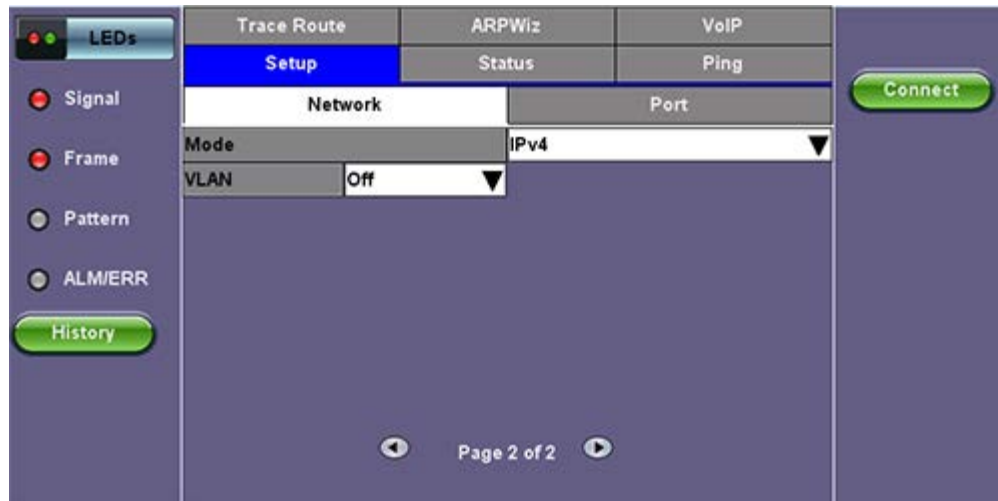 LEDs
Signal
Frame
Pattern
ALM/ERR
History
Trace Route ARPWiz VoIP
Setup Status Ping
Network Port
Mode IPv4
VLAN Off
Page 2 of 2
Connect